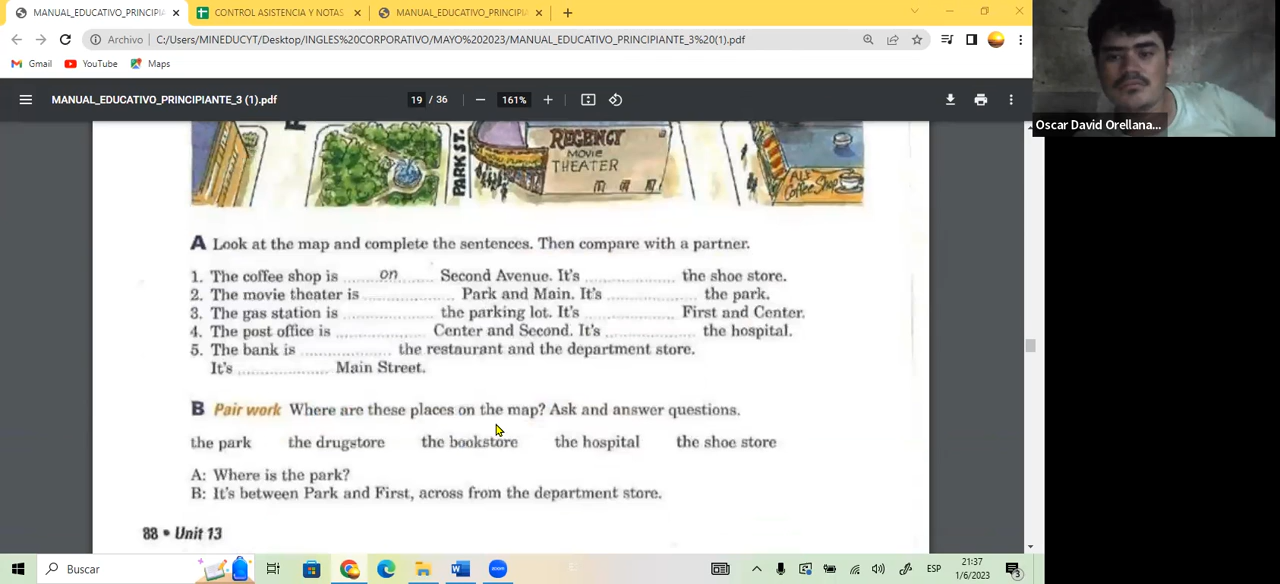 MANUAL_EDUCATIVO_PRINCIPIA
CONTROL ASISTENCIA Y NOTAS
MANUAL_EDUCATIVO_PRINCIPIA
Archivo
C:/Users/MINEDUCYT/Desktop/INGLES%20CORPORATIVO/MAYO%202023/MANUAL_EDUCATIVO_PRINCIPIANTE_3%20(1).pdf
Gmail YouTube Maps
MANUAL_EDUCATIVO_PRINCIPIANTE_3 (1).pdf
19 / 36
161%
Oscar David Orellana...
PARK ST.
REGENCY
MOVIE
THEATER
AL'S
Coffee Shop
A Look at the map and complete the sentences. Then compare with a partner.
1. The coffee shop is ....on.... Second Avenue. It's ................ the shoe store.
2. The movie theater is ................ Park and Main. It's ................ the park.
3. The gas station is ................ the parking lot. It's ................ First and Center.
4. The post office is ................ Center and Second. It's ................ the hospital.
5. The bank is ................ the restaurant and the department store.
It's ................ Main Street.
B Pair work Where are these places on the map? Ask and answer questions.
the park the drugstore the bookstore the hospital the shoe store
A: Where is the park?
B: It's between Park and First, across from the department store.
88 • Unit 13
Buscar
zoom
ESP
21:37
1/6/2023
3